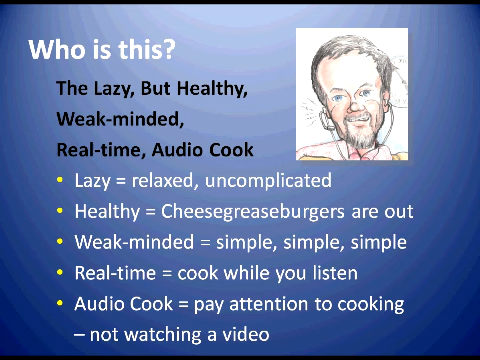 Who is this?
The Lazy, But Healthy,
Weak-minded,
Real-time, Audio Cook
• Lazy = relaxed, uncomplicated
• Healthy = Cheesegreaseburgers are out
• Weak-minded = simple, simple, simple
• Real-time = cook while you listen
• Audio Cook = pay attention to cooking
– not watching a video